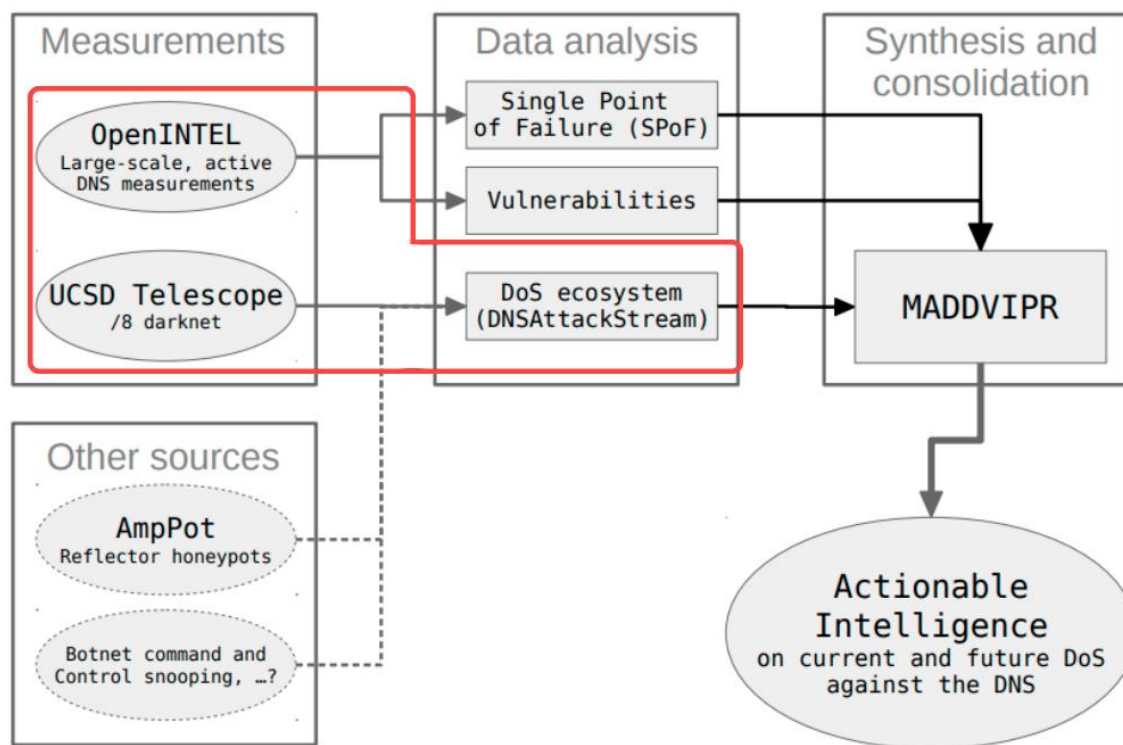 Measurements
OpenINTEL
Large-scale, active
DNS measurements
UCSD Telescope
/8 darknet
Data analysis
Single Point
of Failure (SPoF)
Vulnerabilities
DoS ecosystem
(DNSAttackStream)
Synthesis and
consolidation
MADDVIPR
Other sources
AmpPot
Reflector honeypots
Botnet command and
Control snooping, …?
Actionable
Intelligence
on current and future DoS
against the DNS